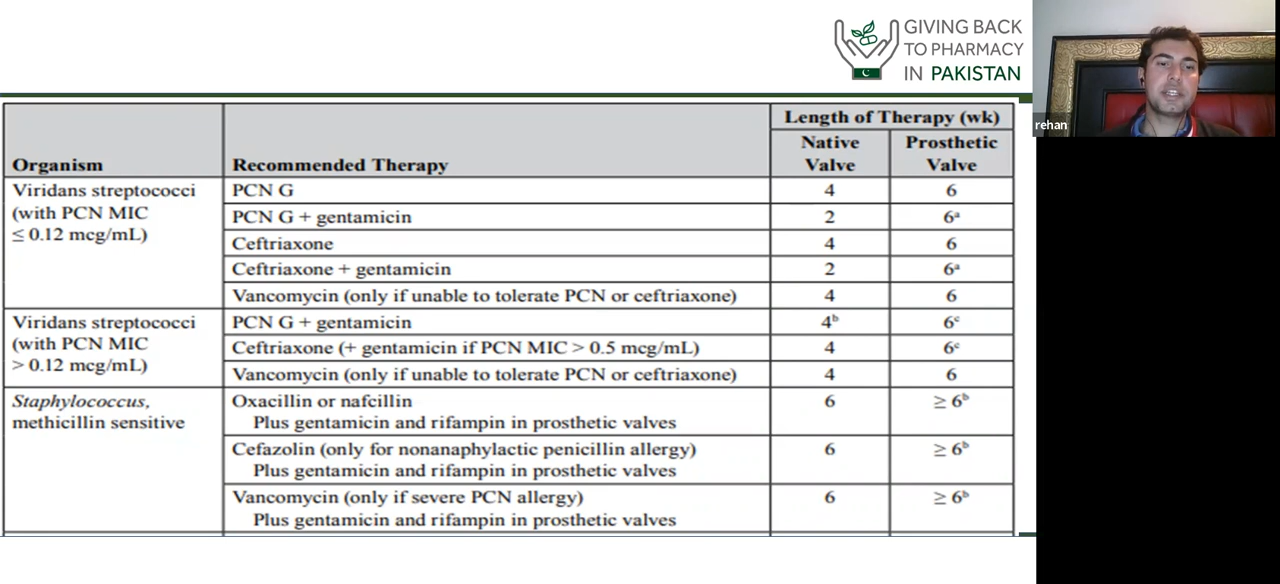 GIVING BACK
TO PHARMACY
IN PAKISTAN
rehan
Length of Therapy (wk)
Organism Recommended Therapy Native Valve Prosthetic Valve
Viridans streptococci (with PCN MIC ≤ 0.12 mcg/mL)
PCN G 4 6
PCN G + gentamicin 2 6ᵃ
Ceftriaxone 4 6
Ceftriaxone + gentamicin 2 6ᵃ
Vancomycin (only if unable to tolerate PCN or ceftriaxone) 4 6
Viridans streptococci (with PCN MIC > 0.12 mcg/mL)
PCN G + gentamicin 4ᵇ 6ᶜ
Ceftriaxone (+ gentamicin if PCN MIC > 0.5 mcg/mL) 4 6ᶜ
Vancomycin (only if unable to tolerate PCN or ceftriaxone) 4 6
Staphylococcus, methicillin sensitive
Oxacillin or nafcillin 6 ≥ 6ᵇ
Plus gentamicin and rifampin in prosthetic valves
Cefazolin (only for nonanaphylactic penicillin allergy) 6 ≥ 6ᵇ
Plus gentamicin and rifampin in prosthetic valves
Vancomycin (only if severe PCN allergy) 6 ≥ 6ᵇ
Plus gentamicin and rifampin in prosthetic valves